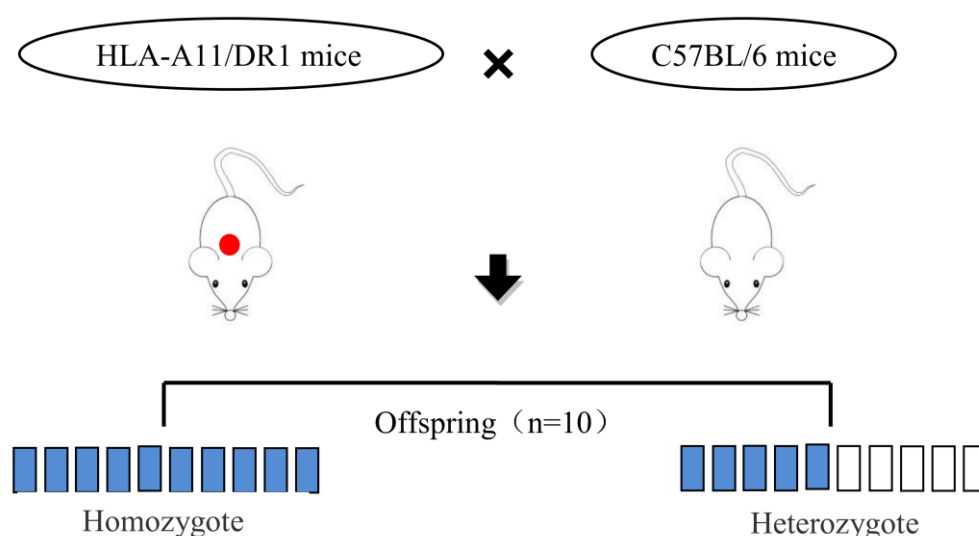 HLA-A11/DR1 mice
×
C57BL/6 mice
Offspring（n=10）
Homozygote
Heterozygote